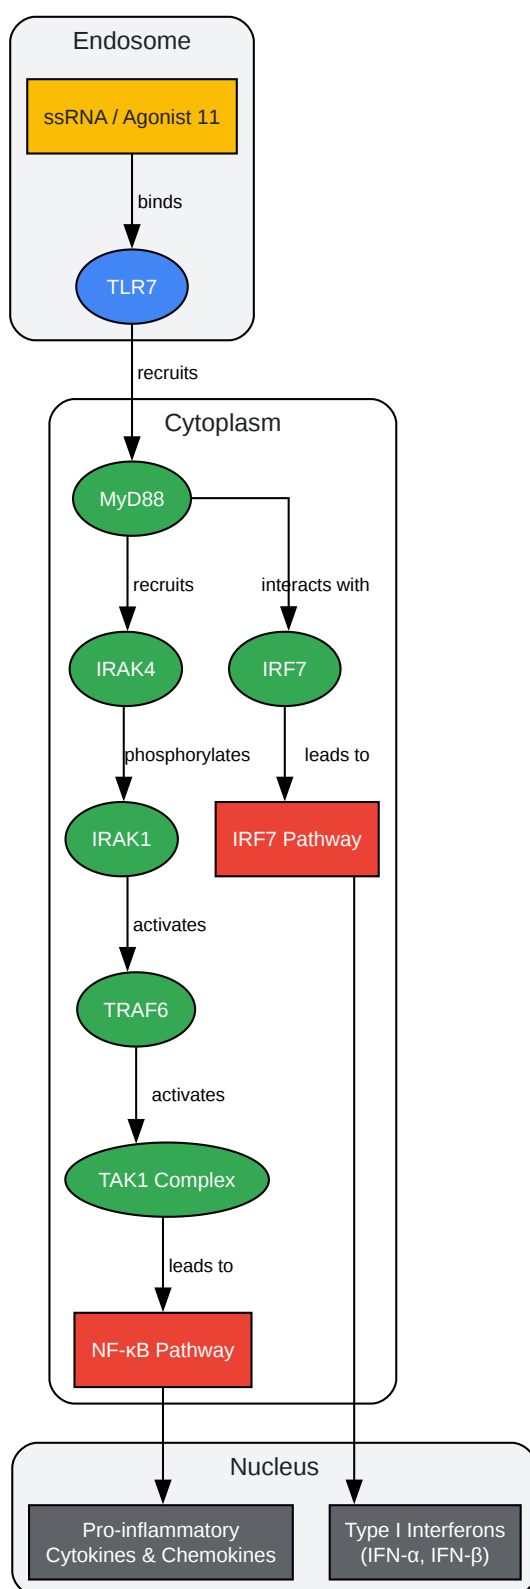 Endosome
ssRNA / Agonist 11
binds
TLR7
recruits
Cytoplasm
MyD88
recruits
interacts with
IRAK4
IRF7
phosphorylates
leads to
IRAK1
IRF7 Pathway
activates
TRAF6
activates
TAK1 Complex
leads to
NF-κB Pathway
Nucleus
Pro-inflammatory
Cytokines & Chemokines
Type I Interferons
(IFN-α, IFN-β)